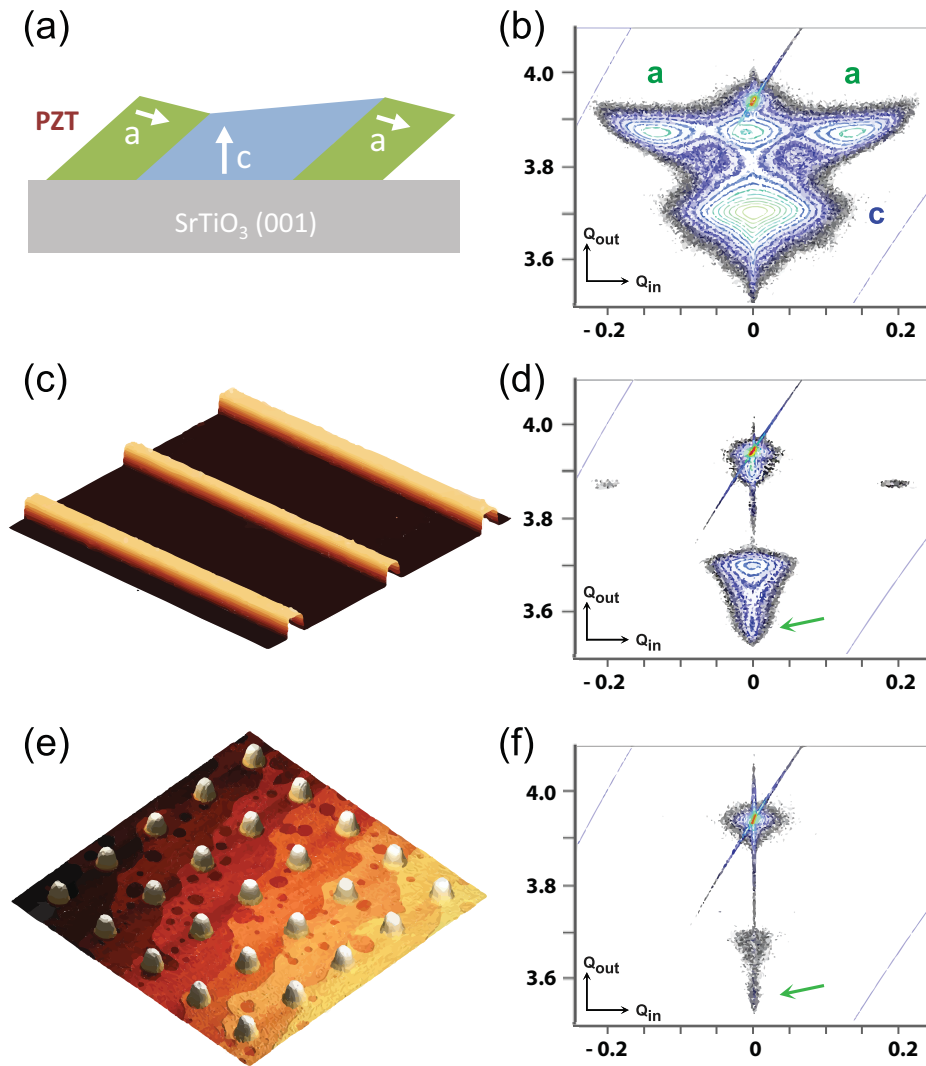 (a)
PZT
a
c
a
SrTiO3 (001)
(b)
4.0
3.8
3.6
a
a
c
Qout
Qin
- 0.2
0
0.2
(c)
(d)
4.0
3.8
3.6
Qout
Qin
- 0.2
0
0.2
(e)
(f)
4.0
3.8
3.6
Qout
Qin
- 0.2
0
0.2